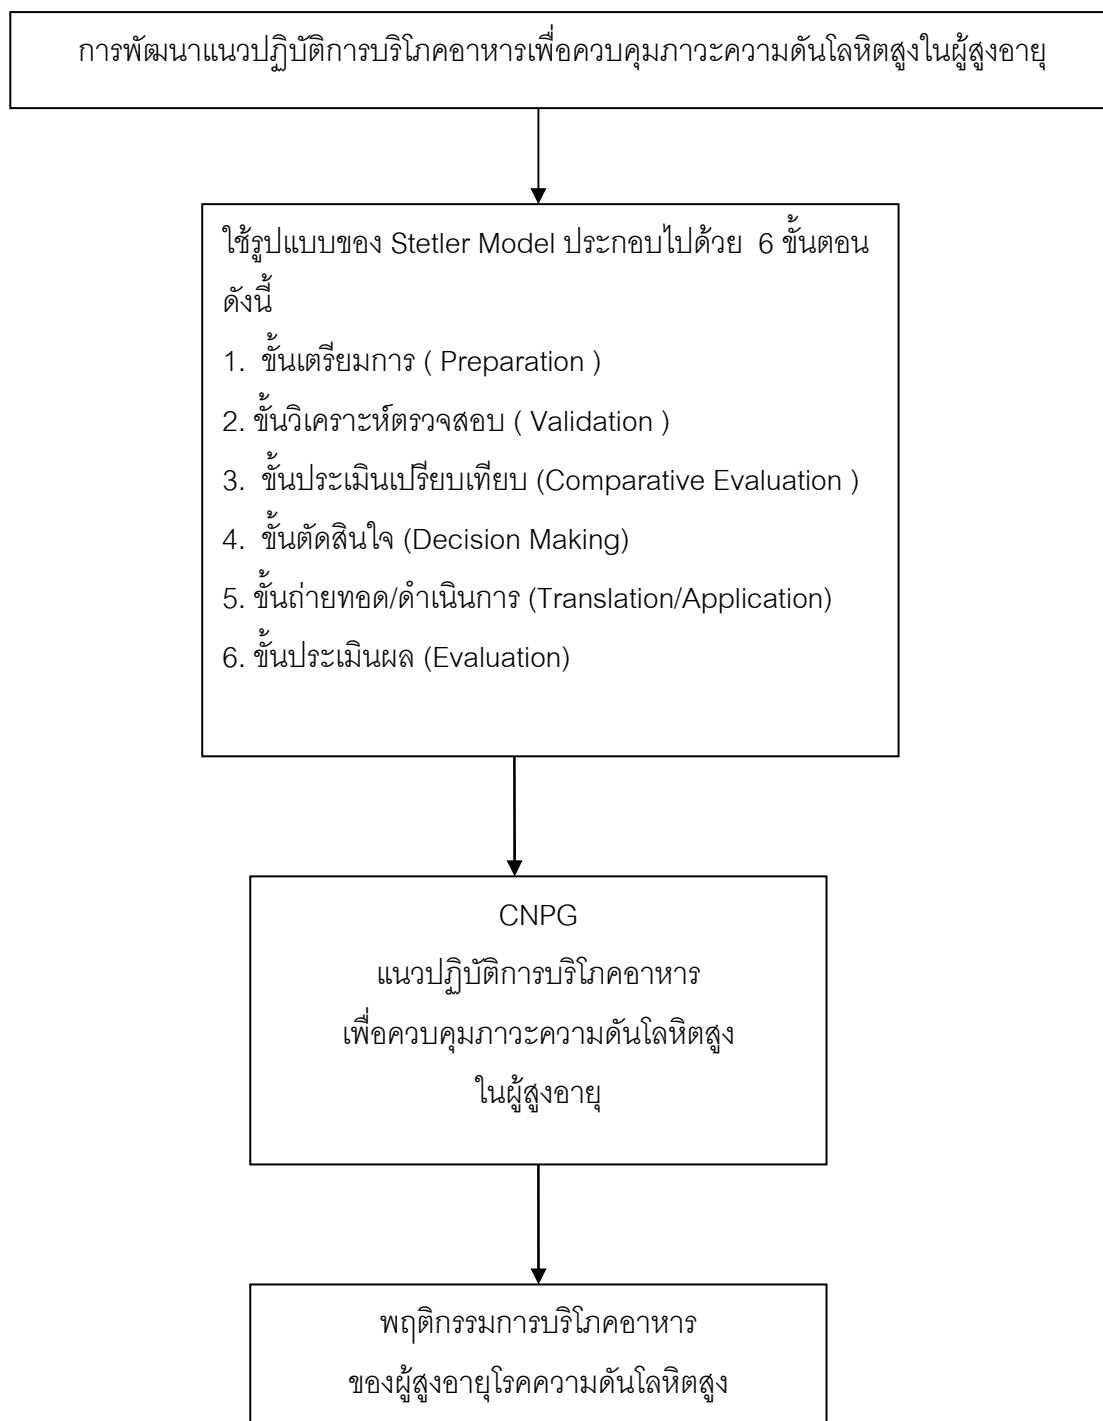 การพัฒนาแนวปฏิบัติการบริโภคอาหารเพื่อควบคุมภาวะความดันโลหิตสูงในผู้สูงอายุ
ใช้รูปแบบของ Stetler Model ประกอบไปด้วย 6 ขั้นตอน
ดังนี้
1. ขั้นเตรียมการ ( Preparation )
2. ขั้นวิเคราะห์ตรวจสอบ ( Validation )
3. ขั้นประเมินเปรียบเทียบ (Comparative Evaluation )
4. ขั้นตัดสินใจ (Decision Making)
5. ขั้นถ่ายทอด/ดำเนินการ (Translation/Application)
6. ขั้นประเมินผล (Evaluation)
CNPG
แนวปฏิบัติการบริโภคอาหาร
เพื่อควบคุมภาวะความดันโลหิตสูง
ในผู้สูงอายุ
พฤติกรรมการบริโภคอาหาร
ของผู้สูงอายุโรคความดันโลหิตสูง